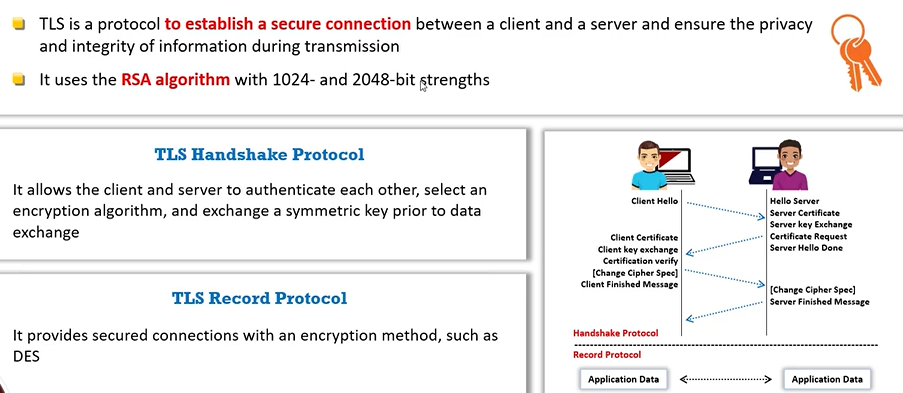 TLS is a protocol to establish a secure connection between a client and a server and ensure the privacy
and integrity of information during transmission
It uses the RSA algorithm with 1024- and 2048-bit strengths
TLS Handshake Protocol
It allows the client and server to authenticate each other, select an
encryption algorithm, and exchange a symmetric key prior to data
exchange
TLS Record Protocol
It provides secured connections with an encryption method, such as
DES
Client Hello
Hello Server
Server Certificate
Server key Exchange
Certificate Request
Server Hello Done
Client Certificate
Client key exchange
Certification verify
[Change Cipher Spec]
Client Finished Message
[Change Cipher Spec]
Server Finished Message
Handshake Protocol
Record Protocol
Application Data
Application Data